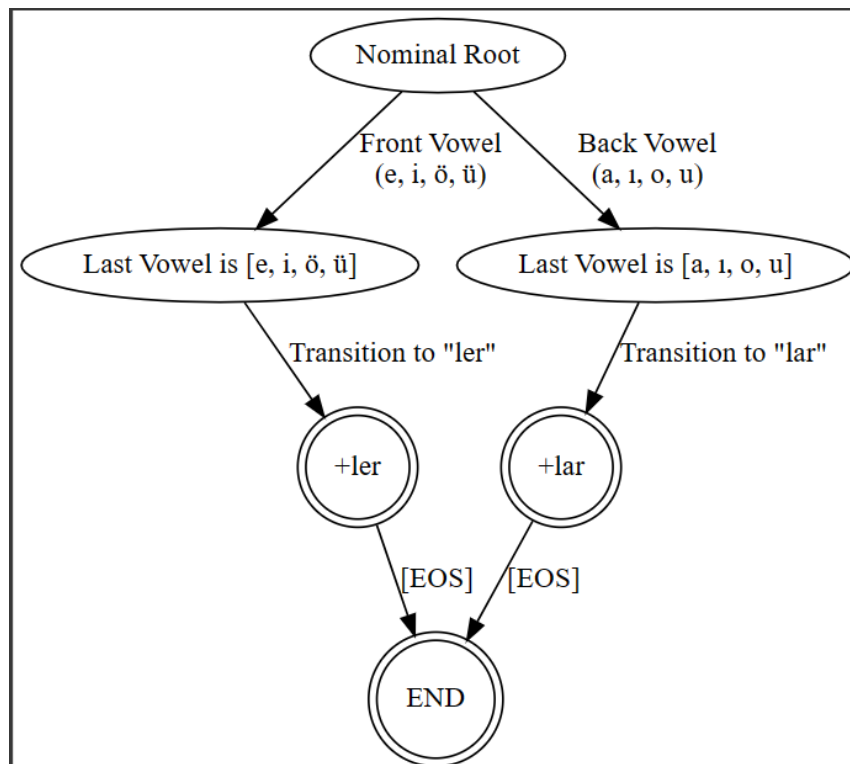 Nominal Root
Front Vowel
(e, i, ö, ü)
Back Vowel
(a, ı, o, u)
Last Vowel is [e, i, ö, ü]
Last Vowel is [a, ı, o, u]
Transition to "ler"
Transition to "lar"
+ler
+lar
[EOS]
[EOS]
END